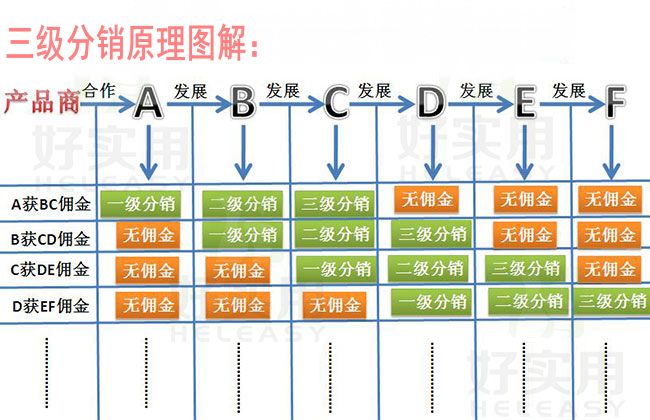 三级分销原理图解：
产品商 合作 A 发展 B 发展 C 发展 D 发展 E 发展 F
好实用 好实用
HELEASY HELEASY
A获BC佣金 一级分销 二级分销 三级分销 无佣金 无佣金 无佣金
B获CD佣金 无佣金 一级分销 二级分销 三级分销 无佣金 无佣金
C获DE佣金 无佣金 无佣金 一级分销 二级分销 三级分销 无佣金
D获EF佣金 无佣金 无佣金 无佣金 一级分销 二级分销 三级分销
HELEASY
HELEASY